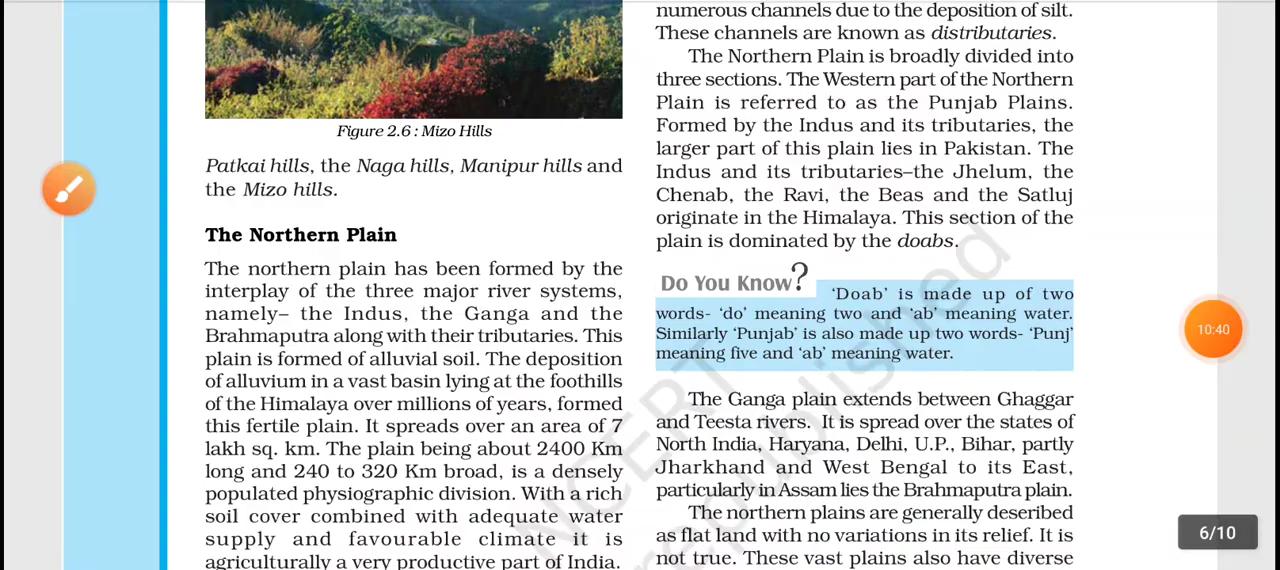 Figure 2.6 : Mizo Hills
Patkai hills, the Naga hills, Manipur hills and
the Mizo hills.
The Northern Plain
The northern plain has been formed by the
interplay of the three major river systems,
namely– the Indus, the Ganga and the
Brahmaputra along with their tributaries. This
plain is formed of alluvial soil. The deposition
of alluvium in a vast basin lying at the foothills
of the Himalaya over millions of years, formed
this fertile plain. It spreads over an area of 7
lakh sq. km. The plain being about 2400 Km
long and 240 to 320 Km broad, is a densely
populated physiographic division. With a rich
soil cover combined with adequate water
supply and favourable climate it is
agriculturally a very productive part of India.
numerous channels due to the deposition of silt.
These channels are known as distributaries.
The Northern Plain is broadly divided into
three sections. The Western part of the Northern
Plain is referred to as the Punjab Plains.
Formed by the Indus and its tributaries, the
larger part of this plain lies in Pakistan. The
Indus and its tributaries–the Jhelum, the
Chenab, the Ravi, the Beas and the Satluj
originate in the Himalaya. This section of the
plain is dominated by the doabs.
Do You Know?
‘Doab’ is made up of two
words- ‘do’ meaning two and ‘ab’ meaning water.
Similarly ‘Punjab’ is also made up two words- ‘Punj’
meaning five and ‘ab’ meaning water.
The Ganga plain extends between Ghaggar
and Teesta rivers. It is spread over the states of
North India, Haryana, Delhi, U.P., Bihar, partly
Jharkhand and West Bengal to its East,
particularly in Assam lies the Brahmaputra plain.
The northern plains are generally deseribed
as flat land with no variations in its relief. It is
not true. These vast plains also have diverse
NCERT
republished
10:40
6/10